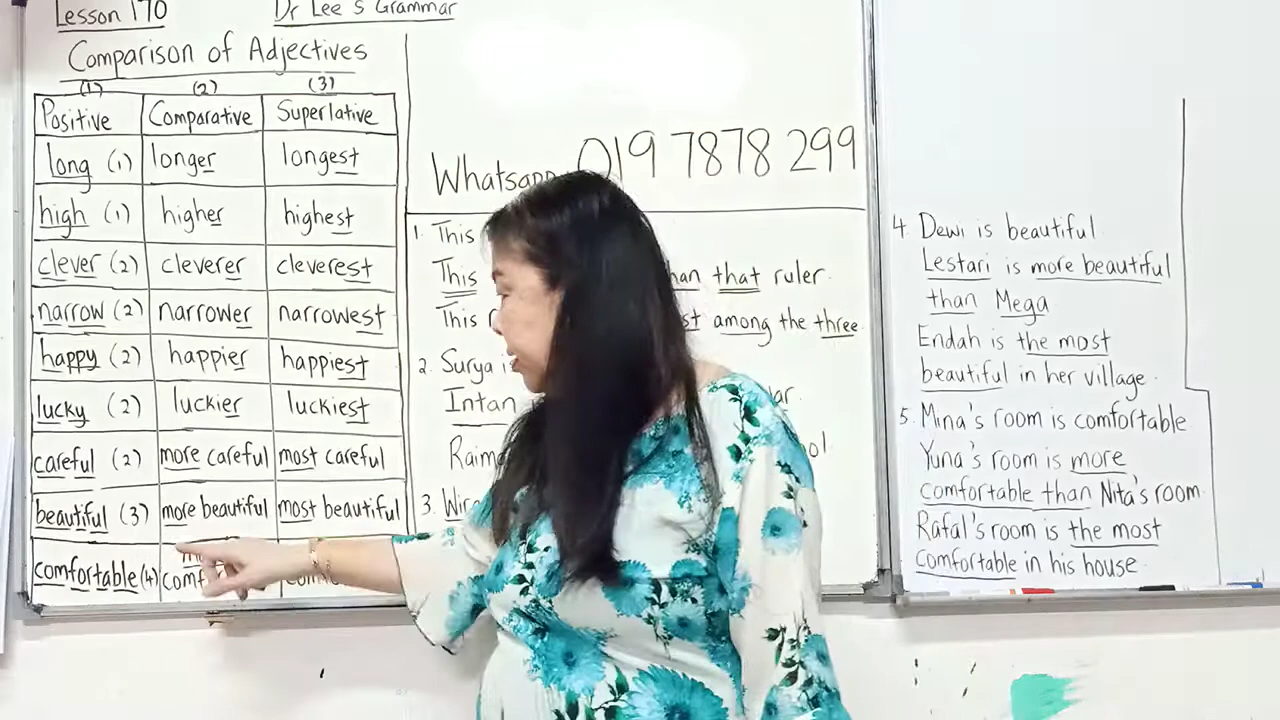 Lesson 170
Dr Lee's Grammar
Comparison of Adjectives
(1) (2) (3)
Positive Comparative Superlative
long (1) longer longest
high (1) higher highest
clever (2) cleverer cleverest
narrow (2) narrower narrowest
happy (2) happier happiest
lucky (2) luckier luckiest
careful (2) more careful most careful
beautiful (3) more beautiful most beautiful
comfortable (4)
Whatsapp 019 7878 299
1. This
This than that ruler.
This among the three
2. Surya
Intan
3.
4. Dewi is beautiful
Lestari is more beautiful
than Mega
Endah is the most
beautiful in her village.
5. Mina's room is comfortable
Yuna's room is more
comfortable than Nita's room.
Rafal's room is the most
comfortable in his house.